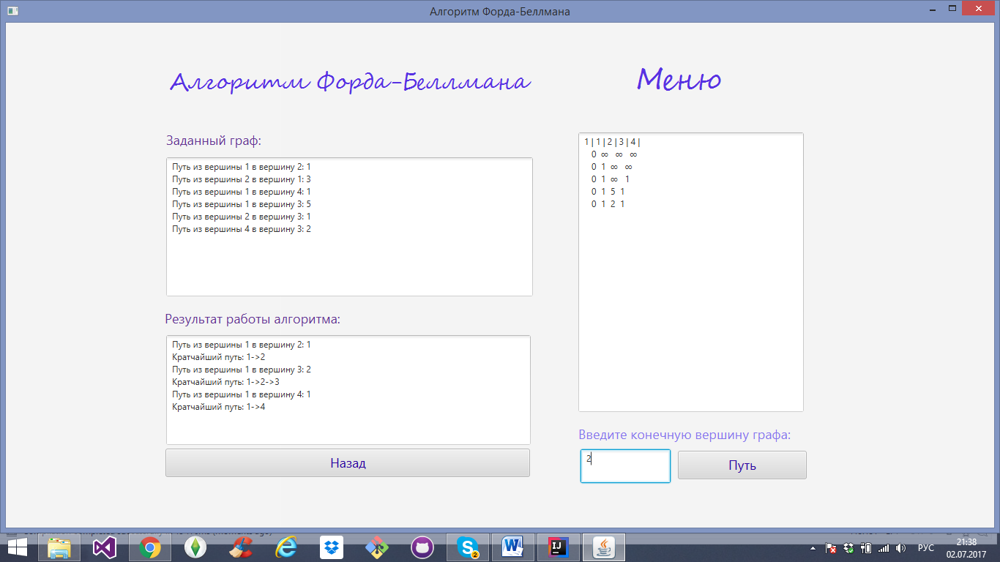 Алгоритм Форда-Беллмана
Алгоритм Форда-Беллмана
Меню
Заданный граф:
Путь из вершины 1 в вершину 2: 1
Путь из вершины 2 в вершину 1: 3
Путь из вершины 1 в вершину 4: 1
Путь из вершины 1 в вершину 3: 5
Путь из вершины 2 в вершину 3: 1
Путь из вершины 4 в вершину 3: 2
Результат работы алгоритма:
Путь из вершины 1 в вершину 2: 1
Кратчайший путь: 1->2
Путь из вершины 1 в вершину 3: 2
Кратчайший путь: 1->2->3
Путь из вершины 1 в вершину 4: 1
Кратчайший путь: 1->4
Назад
1 | 1 | 2 | 3 | 4 |
0 ∞ ∞ ∞
0 1 ∞ ∞
0 1 ∞ 1
0 1 5 1
0 1 2 1
Введите конечную вершину графа:
2
Путь
2
IJ
РУС
21:38
02.07.2017